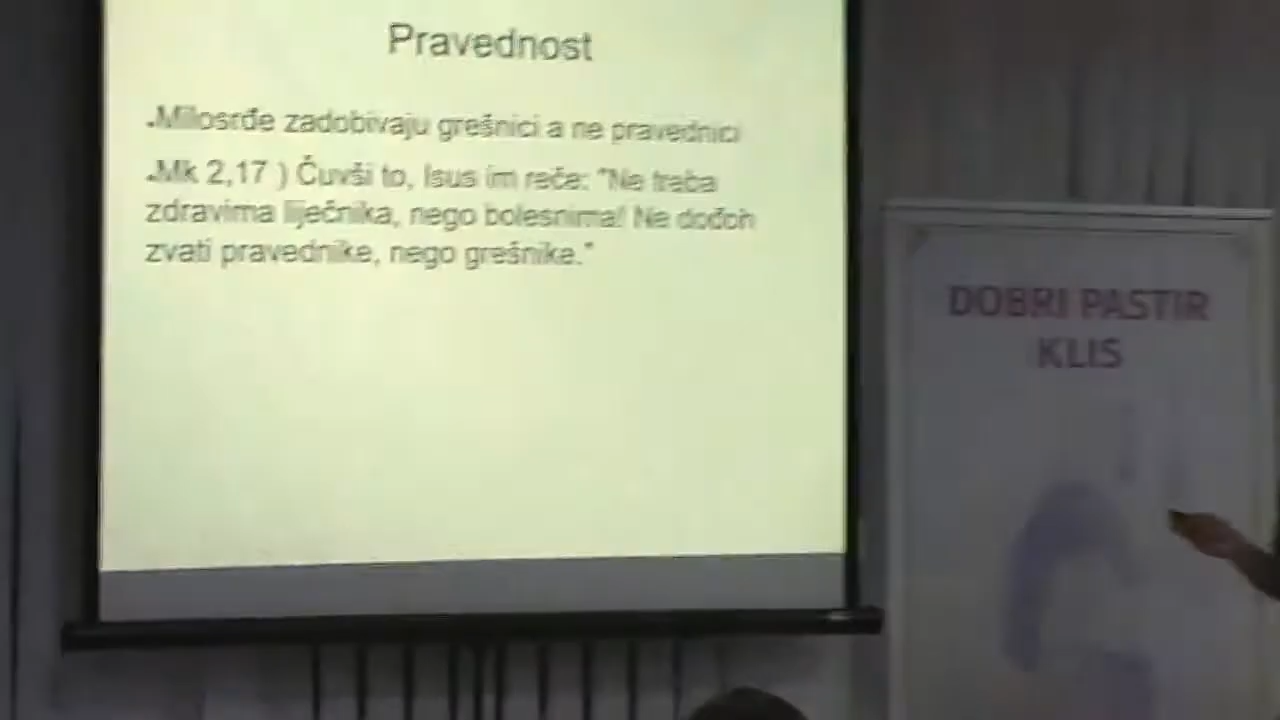 Pravednost
.Milosrđe zadobivaju grešnici a ne pravednici
.Mk 2,17 ) Čuvši to, Isus im reče: "Ne treba
zdravima liječnika, nego bolesnima! Ne dođoh
zvati pravednike, nego grešnike."
DOBRI PASTIR
KLIS